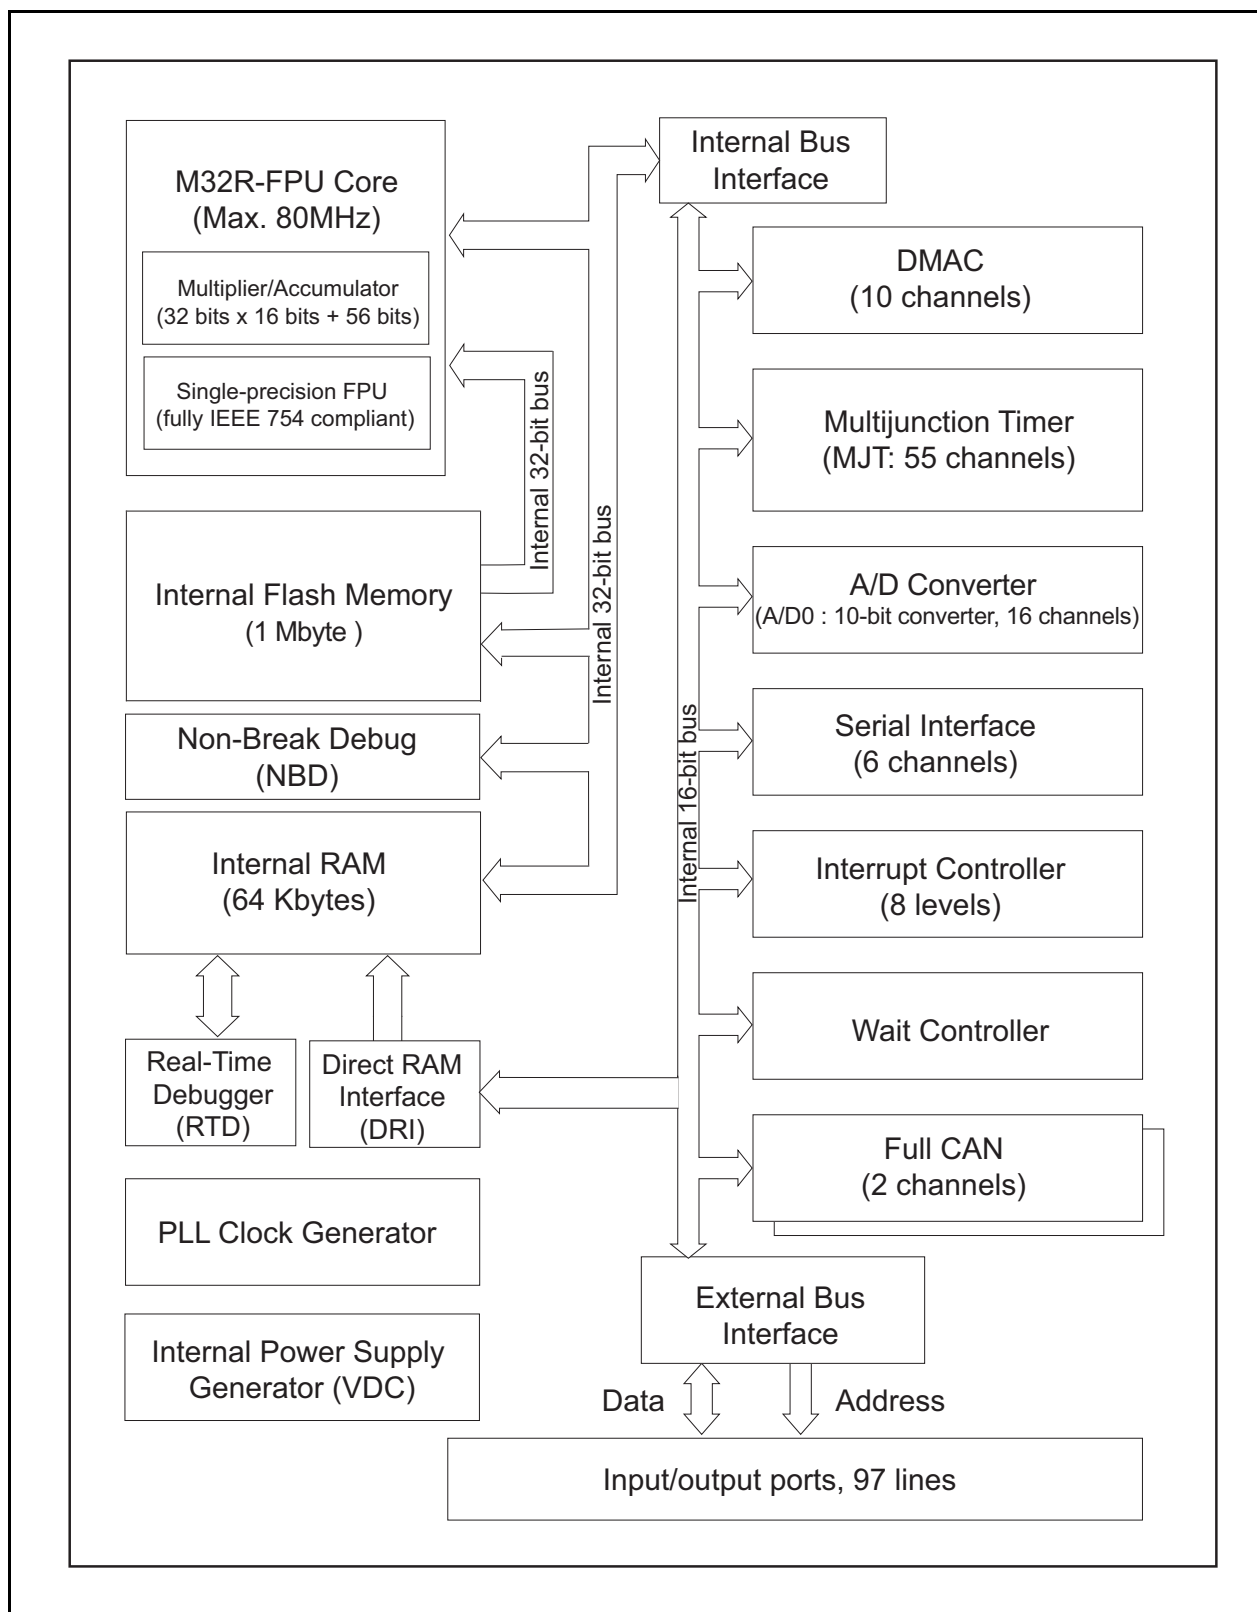 M32R-FPU Core
(Max. 80MHz)
Multiplier/Accumulator
(32 bits x 16 bits + 56 bits)
Single-precision FPU
(fully IEEE 754 compliant)
Internal 32-bit bus
Internal Flash Memory
(1 Mbyte )
Non-Break Debug
(NBD)
Internal RAM
(64 Kbytes)
Internal 32-bit bus
Real-Time
Debugger
(RTD)
Direct RAM
Interface
(DRI)
PLL Clock Generator
Internal Power Supply
Generator (VDC)
Internal Bus
Interface
Internal 16-bit bus
DMAC
(10 channels)
Multijunction Timer
(MJT: 55 channels)
A/D Converter
(A/D0 : 10-bit converter, 16 channels)
Serial Interface
(6 channels)
Interrupt Controller
(8 levels)
Wait Controller
Full CAN
(2 channels)
External Bus
Interface
Data
Address
Input/output ports, 97 lines